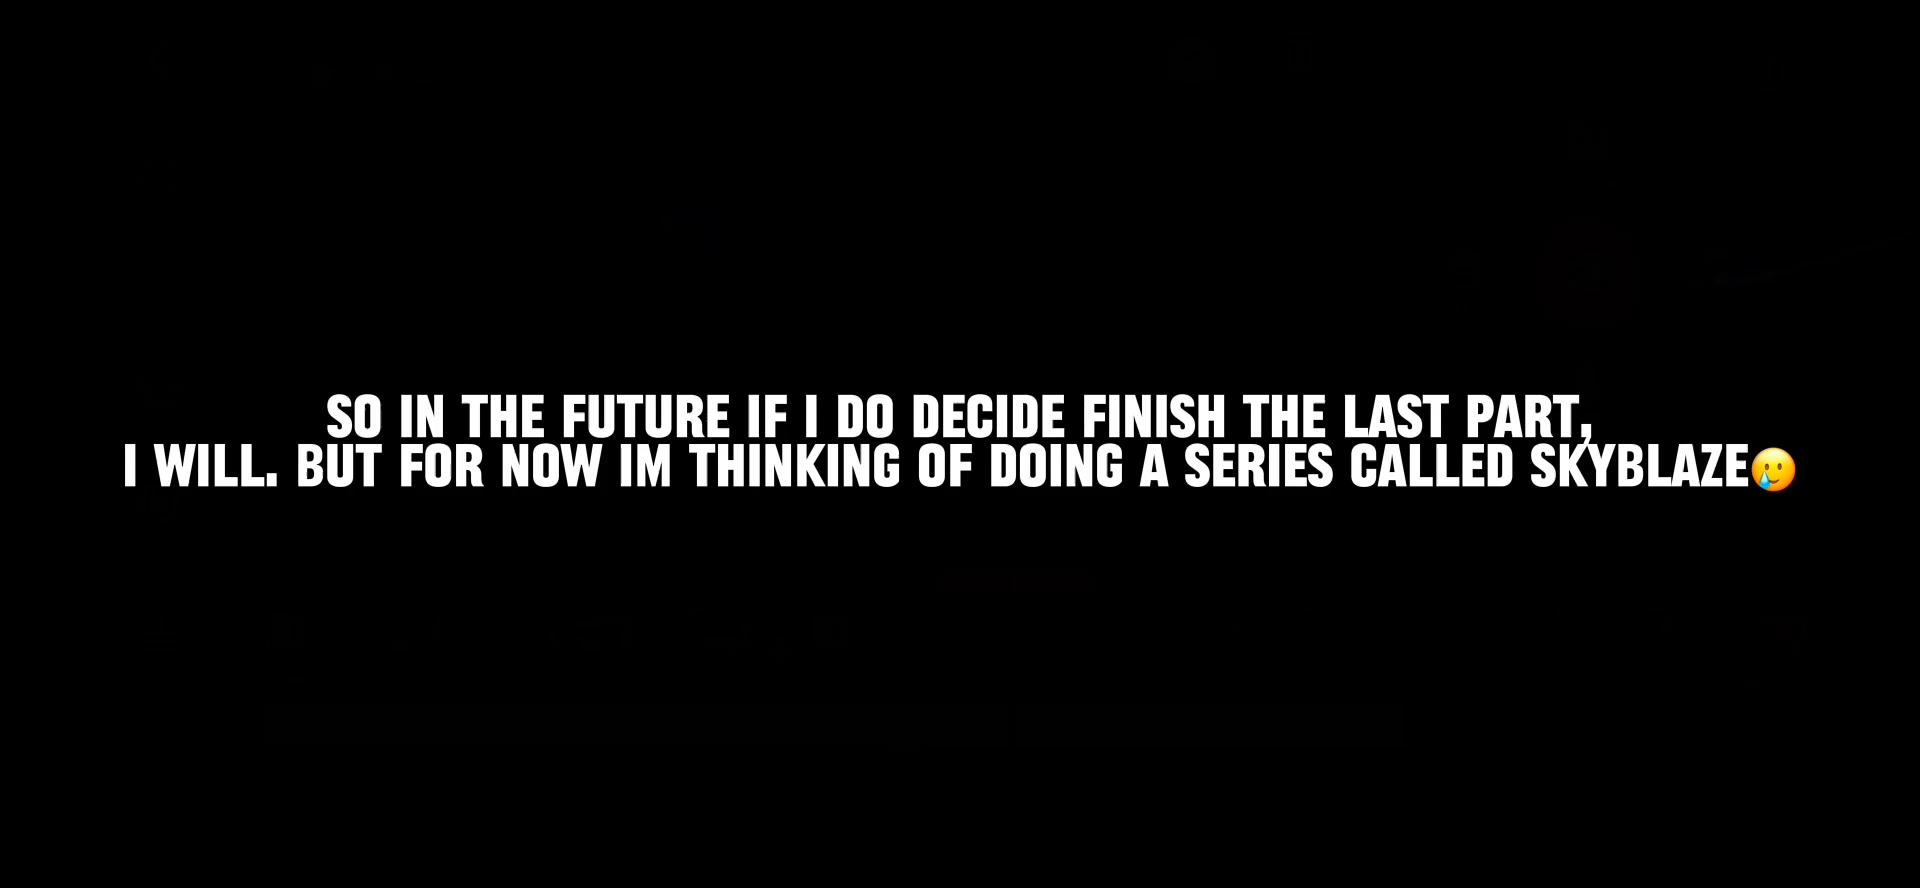 SO IN THE FUTURE IF I DO DECIDE FINISH THE LAST PART,
I WILL. BUT FOR NOW IM THINKING OF DOING A SERIES CALLED SKYBLAZE🥲